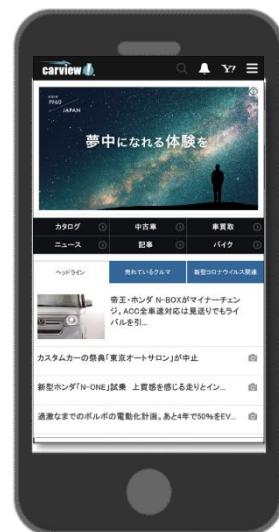 carview!
Y!
SINCE 1960 JAPAN
夢中になれる体験を
カタログ
中古車
車買取
ニュース
記事
バイク
ヘッドライン
売れているクルマ
新型コロナウイルス関連
帝王・ホンダ N-BOXがマイナーチェン
ジ。ACC全車速対応は見送りでもライ
バルを引...
カスタムカーの祭典「東京オートサロン」が中止
新型ホンダ「N-ONE」試乗 上質感を感じる走りとイン...
過激なまでのボルボの電動化計画。あと4年で50%をEV...